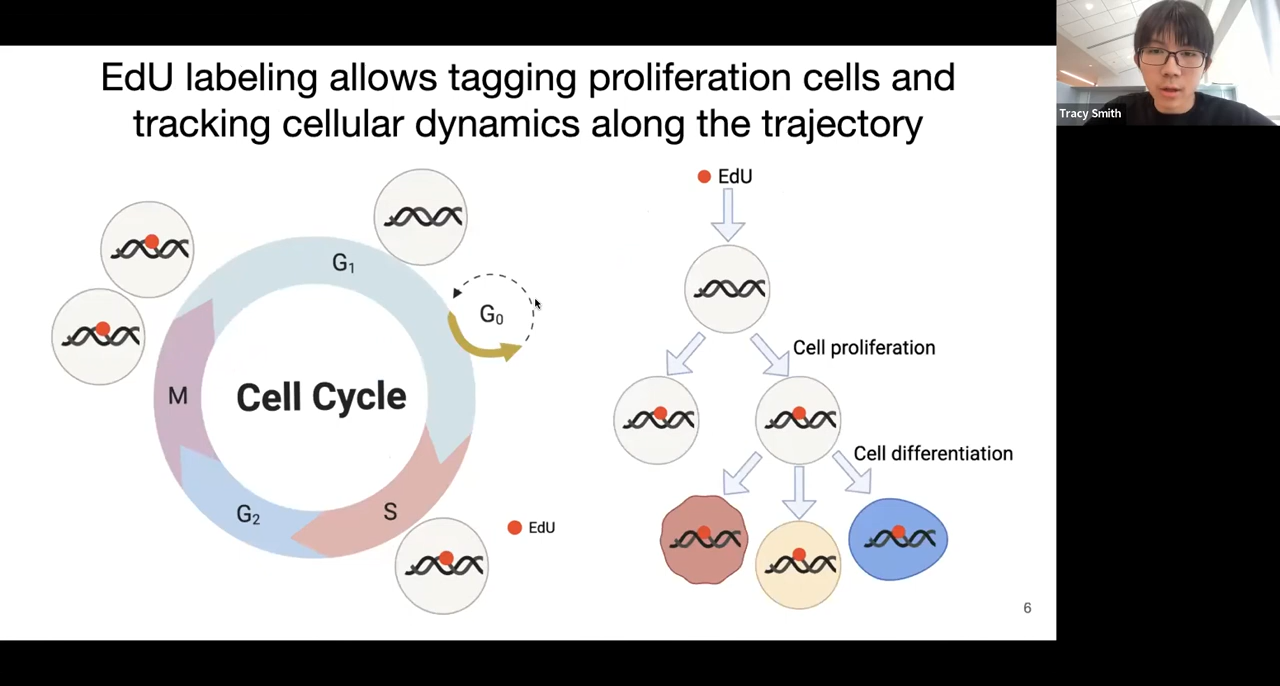 EdU labeling allows tagging proliferation cells and
tracking cellular dynamics along the trajectory
Tracy Smith
EdU
G₁
G₀
Cell proliferation
M
Cell Cycle
Cell differentiation
G₂
S
EdU
6